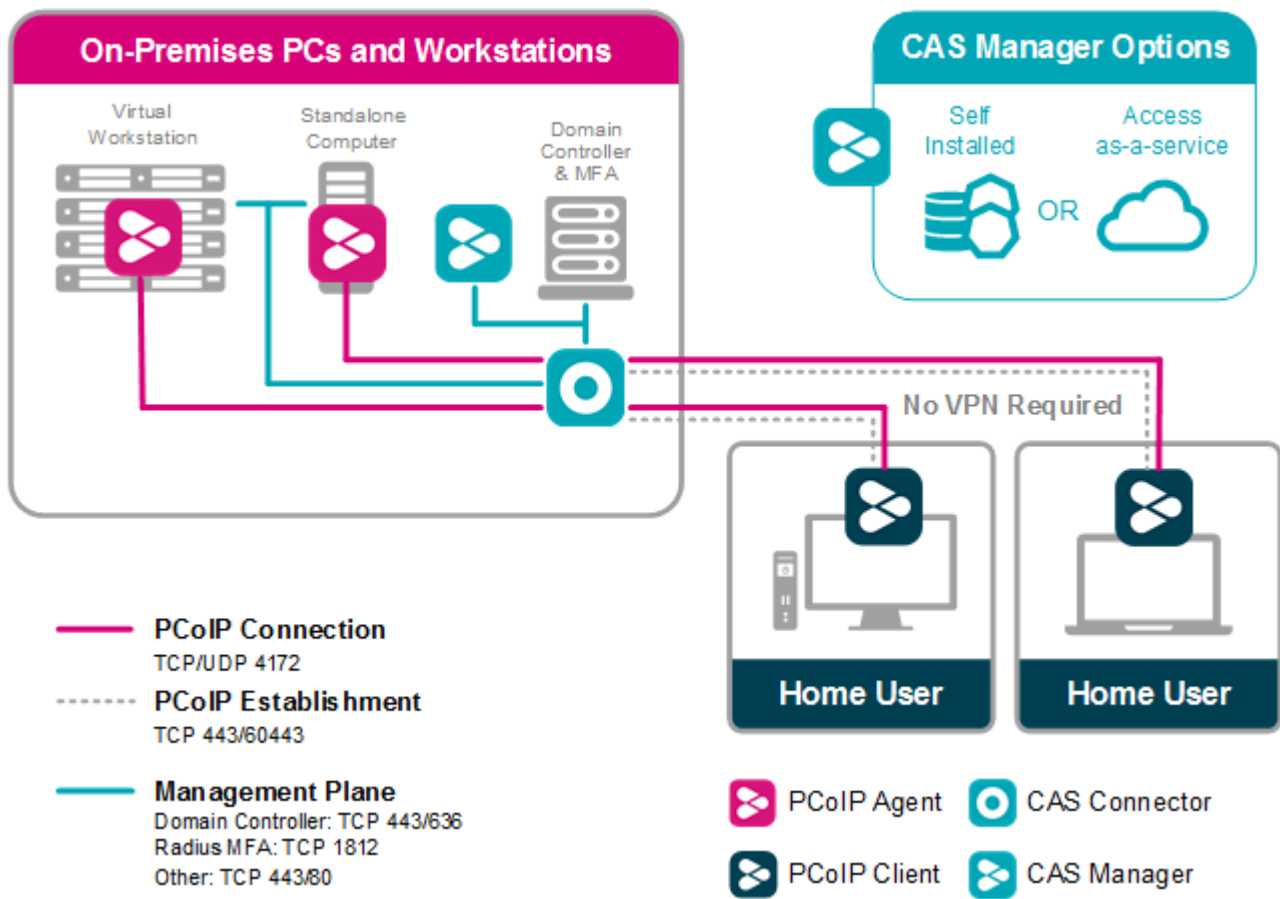 On-Premises PCs and Workstations
Virtual
Workstation
Standalone
Computer
Domain
Controller
& MFA
CAS Manager Options
Self
Installed
OR
Access
as-a-service
No VPN Required
Home User
Home User
PCoIP Connection
TCP/UDP 4172
PCoIP Establishment
TCP 443/60443
Management Plane
Domain Controller: TCP 443/636
Radius MFA: TCP 1812
Other: TCP 443/80
PCoIP Agent
CAS Connector
PCoIP Client
CAS Manager